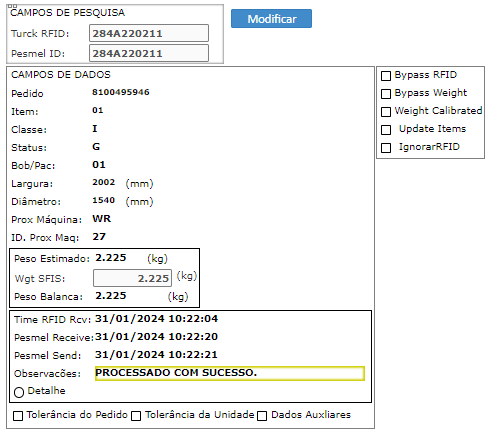 CAMPOS DE PESQUISA
Turck RFID: 284A220211
Pesmel ID: 284A220211
Modificar
CAMPOS DE DADOS
Pedido 8100495946
Item: 01
Classe: I
Status: G
Bob/Pac: 01
Largura: 2002 (mm)
Diâmetro: 1540 (mm)
Prox Máquina: WR
ID. Prox Maq: 27
Peso Estimado: 2.225 (kg)
Wgt SFIS: 2.225 (kg)
Peso Balanca: 2.225 (kg)
Time RFID Rcv: 31/01/2024 10:22:04
Pesmel Receive: 31/01/2024 10:22:20
Pesmel Send: 31/01/2024 10:22:21
Observacões: PROCESSADO COM SUCESSO.
Detalhe
Tolerância do Pedido Tolerância da Unidade Dados Auxliares
Bypass RFID
Bypass Weight
Weight Calibrated
Update Items
IgnorarRFID